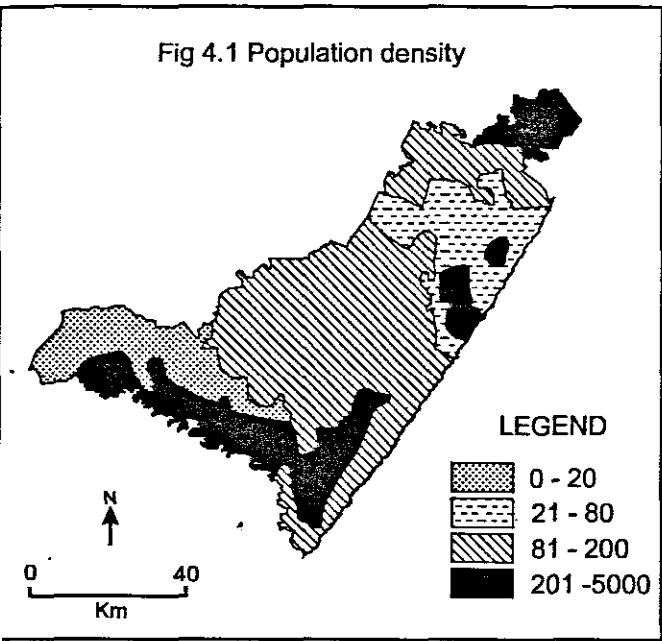 Fig 4.1 Population density
LEGEND
0 - 20
21 - 80
81 - 200
201 -5000
N
0 40
Km